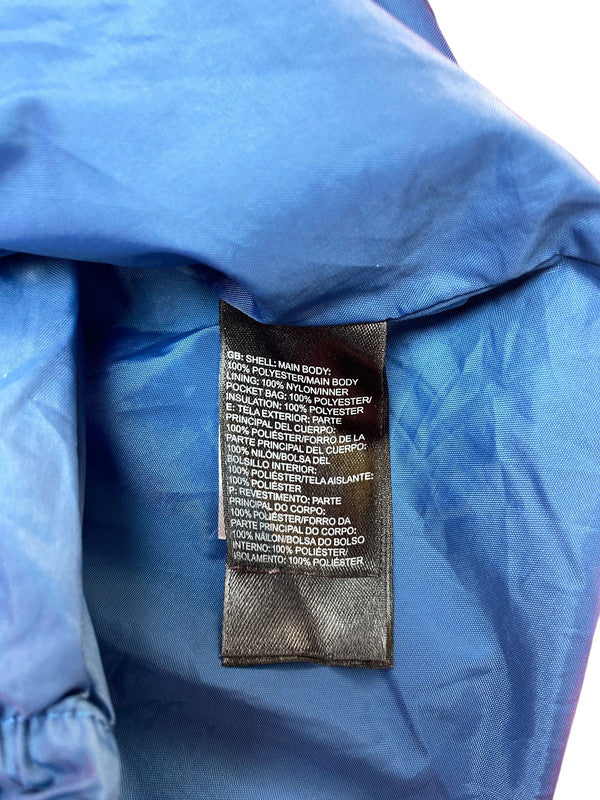 GB: SHELL: MAIN BODY:
100% POLYESTER/MAIN BODY
LINING: 100% NYLON/INNER
POCKET BAG: 100% POLYESTER/
INSULATION: 100% POLYESTER
E: TELA EXTERIOR: PARTE
PRINCIPAL DEL CUERPO:
100% POLIÉSTER/FORRO DE LA
PARTE PRINCIPAL DEL CUERPO:
100% NILÓN/BOLSA DEL
BOLSILLO INTERIOR:
100% POLIÉSTER/TELA AISLANTE:
100% POLIÉSTER
P: REVESTIMENTO: PARTE
PRINCIPAL DO CORPO:
100% POLIÉSTER/FORRO DA
PARTE PRINCIPAL DO CORPO:
100% NÁILON/BOLSA DO BOLSO
INTERNO: 100% POLIÉSTER/
ISOLAMENTO: 100% POLIÉSTER